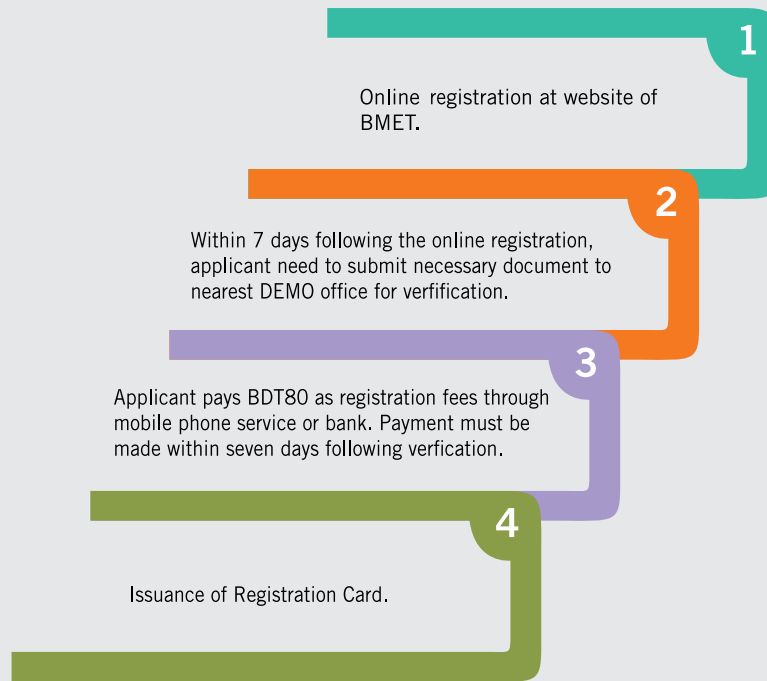 1
Online registration at website of
BMET.
2
Within 7 days following the online registration,
applicant need to submit necessary document to
nearest DEMO office for verfification.
3
Applicant pays BDT80 as registration fees through
mobile phone service or bank. Payment must be
made within seven days following verfication.
4
Issuance of Registration Card.